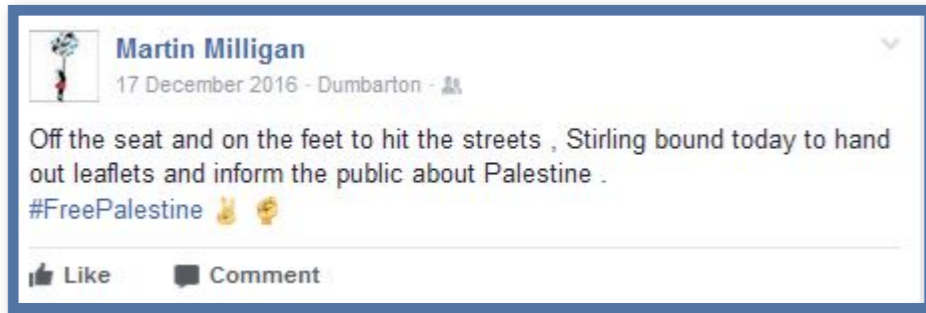 Martin Milligan
17 December 2016 - Dumbarton -
Off the seat and on the feet to hit the streets , Stirling bound today to hand
out leaflets and inform the public about Palestine .
#FreePalestine ✌️ ✊
Like Comment